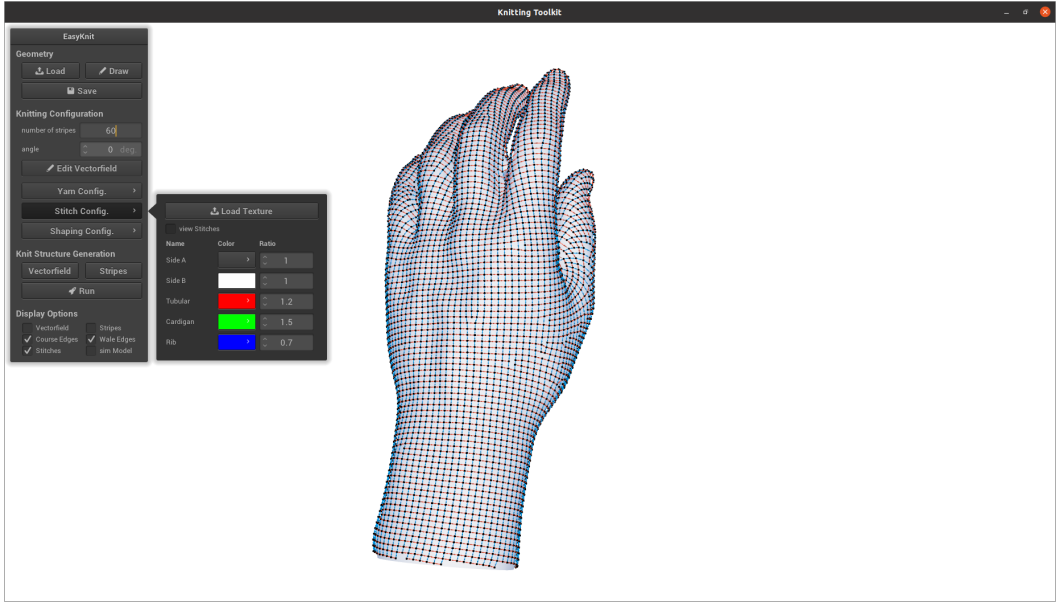 Knitting Toolkit
EasyKnit
Geometry
Load Draw
Save
Knitting Configuration
number of stripes 60
angle 0 deg.
Edit Vectorfield
Yarn Config.
Stitch Config.
Shaping Config.
Knit Structure Generation
Vectorfield Stripes
Run
Display Options
Vectorfield Stripes
Course Edges Wale Edges
Stitches sim Model
Load Texture
view Stitches
Name Color Ratio
Side A 1
Side B 1
Tubular 1.2
Cardigan 1.5
Rib 0.7